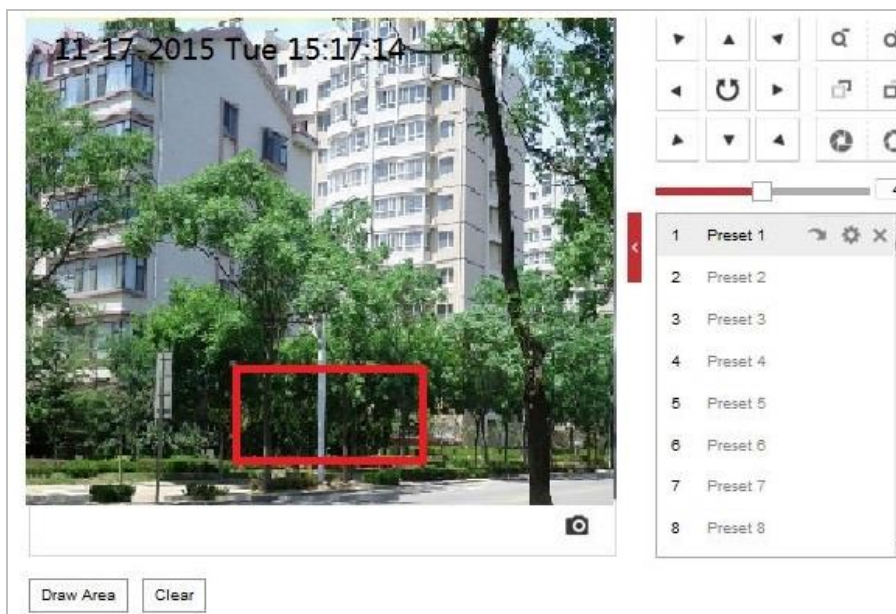 11-17-2015 Tue 15:17:14
4
1 Preset 1
2 Preset 2
3 Preset 3
4 Preset 4
5 Preset 5
6 Preset 6
7 Preset 7
8 Preset 8
Draw Area Clear